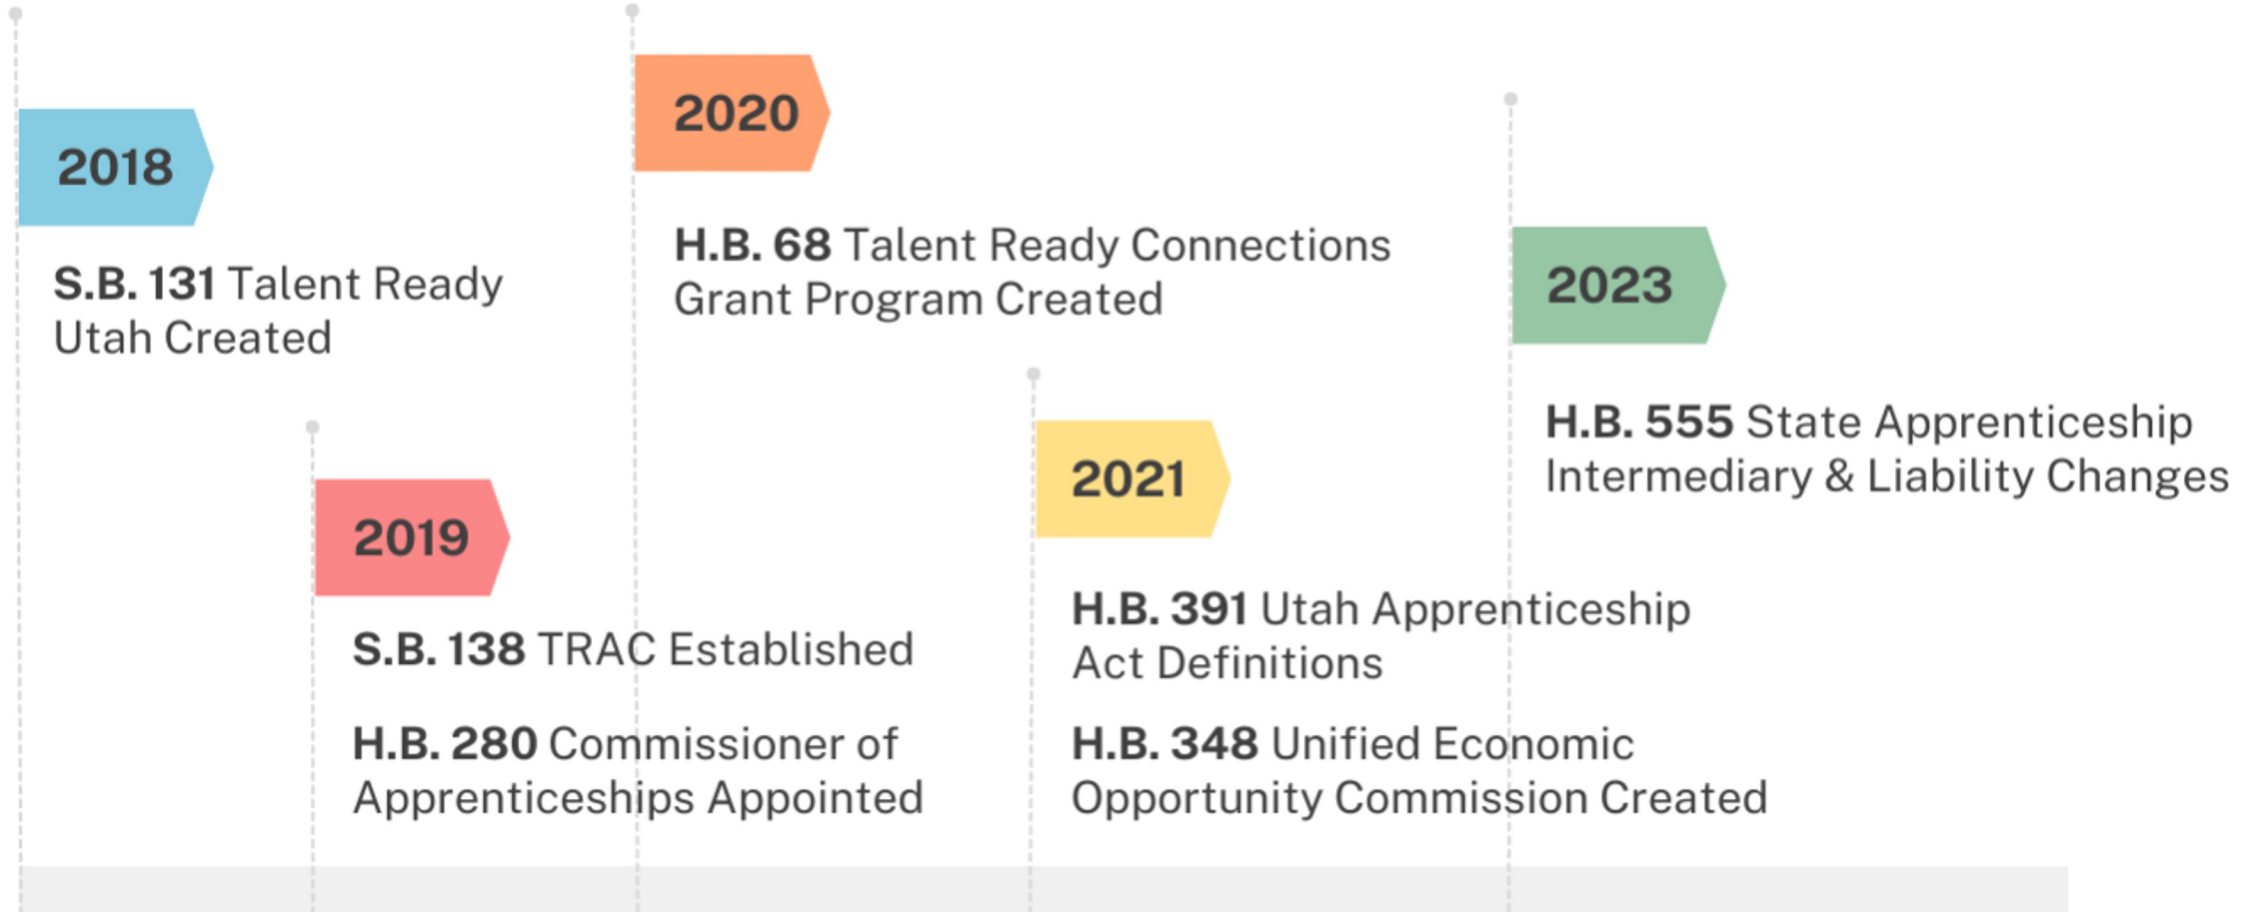 2018
S.B. 131 Talent Ready
Utah Created
2019
S.B. 138 TRAC Established
H.B. 280 Commissioner of
Apprenticeships Appointed
2020
H.B. 68 Talent Ready Connections
Grant Program Created
2021
H.B. 391 Utah Apprenticeship
Act Definitions
H.B. 348 Unified Economic
Opportunity Commission Created
2023
H.B. 555 State Apprenticeship
Intermediary & Liability Changes